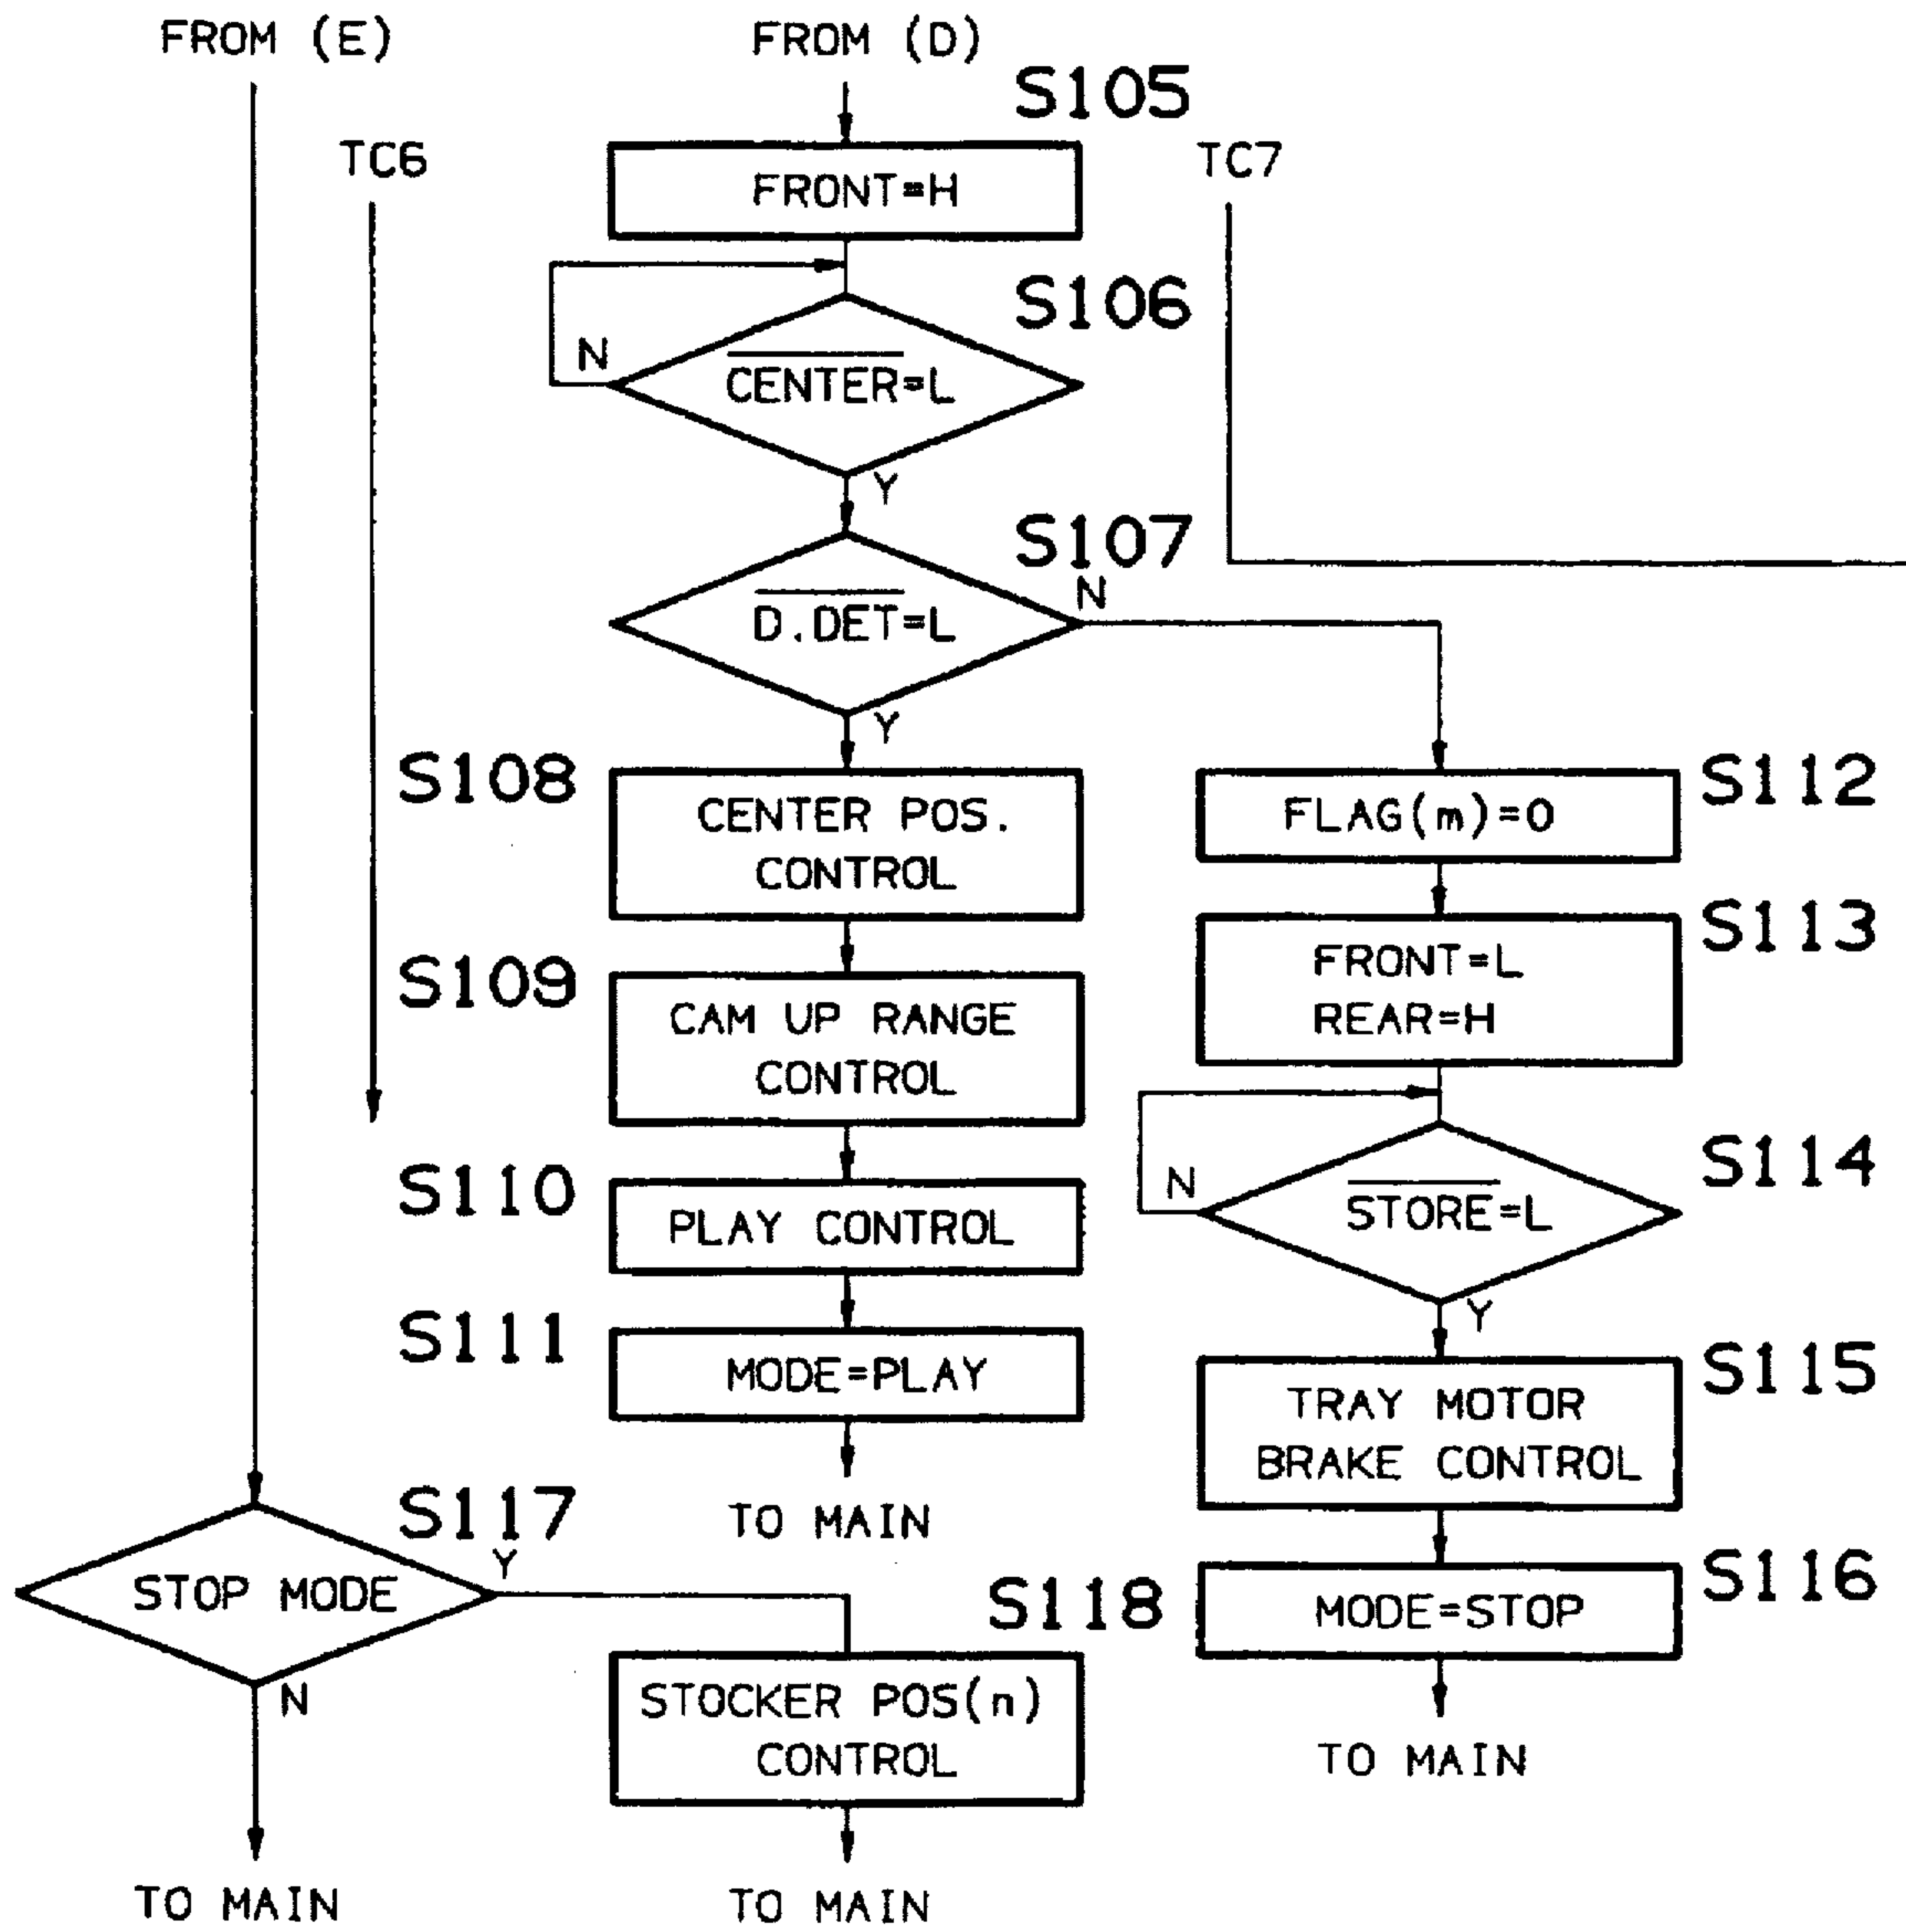 FROM (E)
FROM (D)
S105
TC6
FRONT=H
TC7
S106
N
CENTER=L
Y
S107
N
D.DET=L
Y
S108
CENTER POS.
CONTROL
S112
FLAG(m)=0
S109
CAM UP RANGE
CONTROL
S113
FRONT=L
REAR=H
S110
PLAY CONTROL
S114
N
STORE=L
Y
S111
MODE=PLAY
TO MAIN
S115
TRAY MOTOR
BRAKE CONTROL
S117
STOP MODE
Y
N
S118
STOCKER POS(n)
CONTROL
S116
MODE=STOP
TO MAIN
TO MAIN
TO MAIN